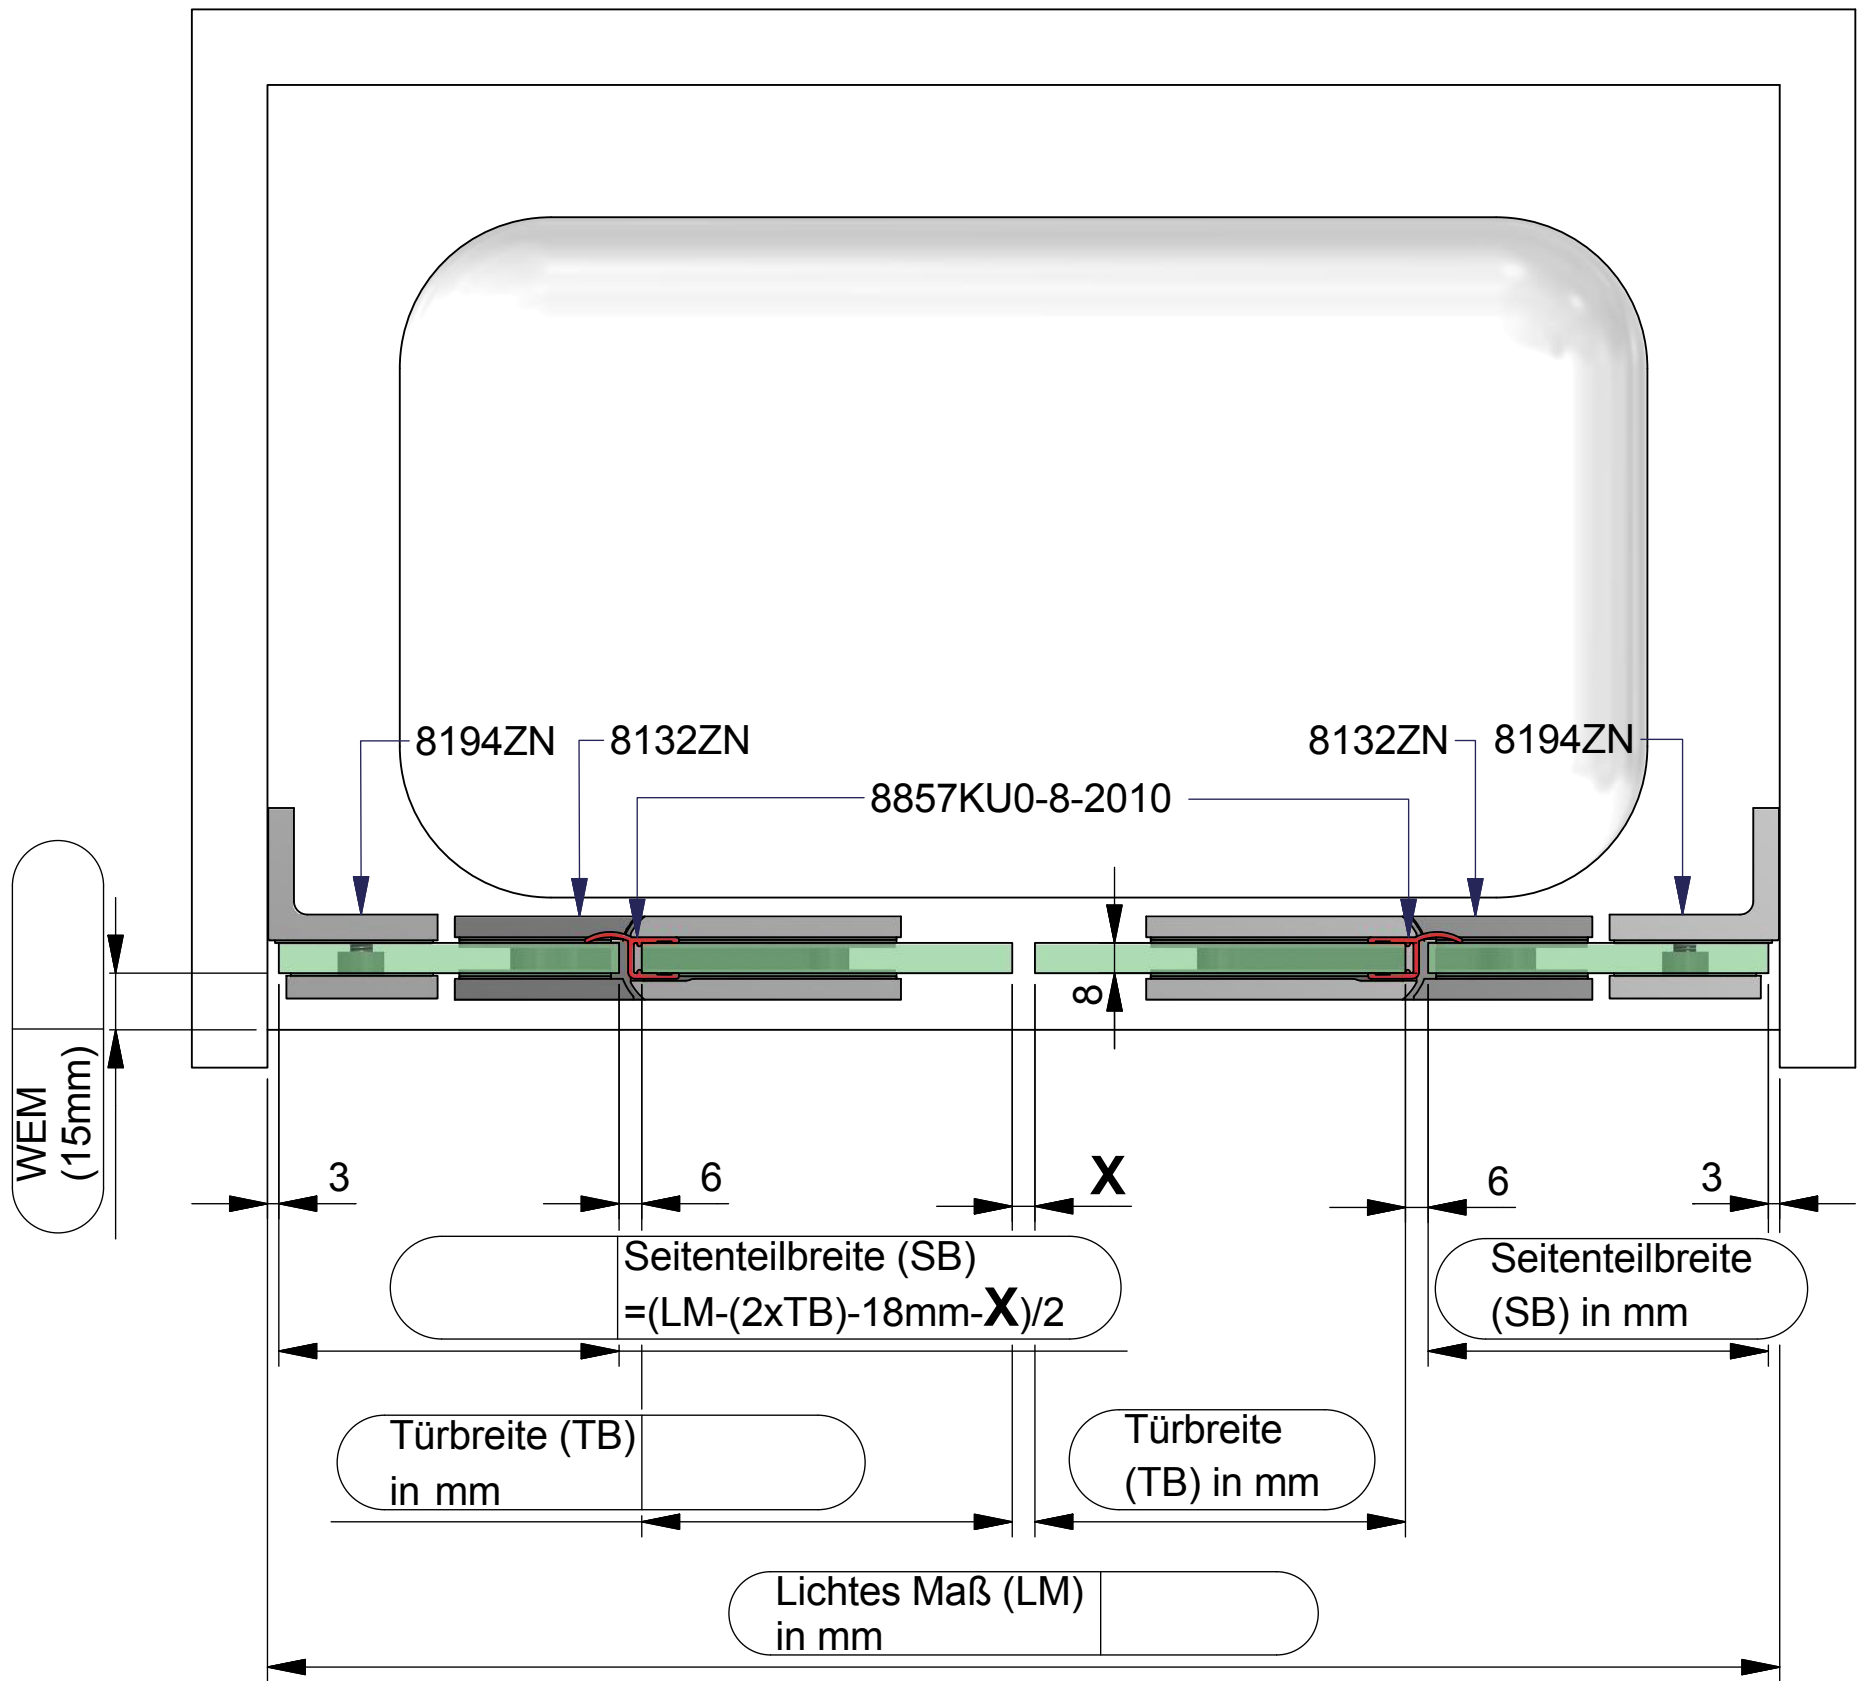 8194ZN
8132ZN
8132ZN
8194ZN
8857KU0-8-2010
8
WEM
(15mm)
3
6
X
6
3
Seitenteilbreite (SB)
=(LM-(2xTB)-18mm-X)/2
Seitenteilbreite
(SB) in mm
Türbreite (TB)
in mm
Türbreite
(TB) in mm
Lichtes Maß (LM)
in mm